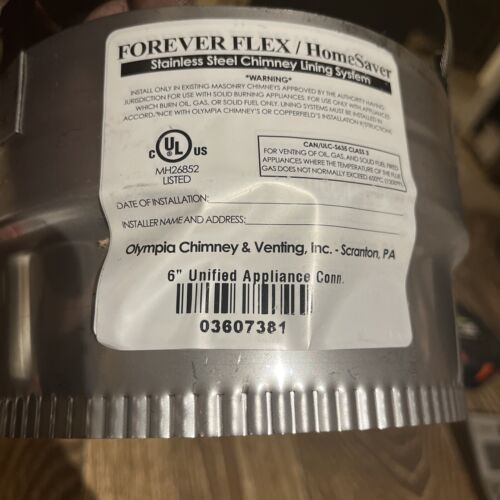 FOREVER FLEX / HomeSaver
Stainless Steel Chimney Lining System
*WARNING*
INSTALL ONLY IN EXISTING MASONRY CHIMNEYS APPROVED BY THE AUTHORITY HAVING
JURISDICTION FOR USE WITH SOLID BURNING APPLIANCES. FOR USE ONLY WITH APPLIANCES
WHICH BURN OIL, GAS, OR SOLID FUEL ONLY. LINING SYSTEMS MUST BE INSTALLED IN
ACCORDANCE WITH OLYMPIA CHIMNEY'S OR COPPERFIELD'S INSTALLATION INSTRUCTIONS.
C UL US
MH26852
LISTED
CAN/ULC-S635 CLASS 3
FOR VENTING OF OIL, GAS, AND SOLID FUEL FIRED
APPLIANCES WHERE THE TEMPERATURE OF THE FLUE
GAS DOES NOT NORMALLY EXCEED 650°C (1200°F)
DATE OF INSTALLATION:
INSTALLER NAME AND ADDRESS:
Olympia Chimney & Venting, Inc. - Scranton, PA
6" Unified Appliance Conn.
03607381